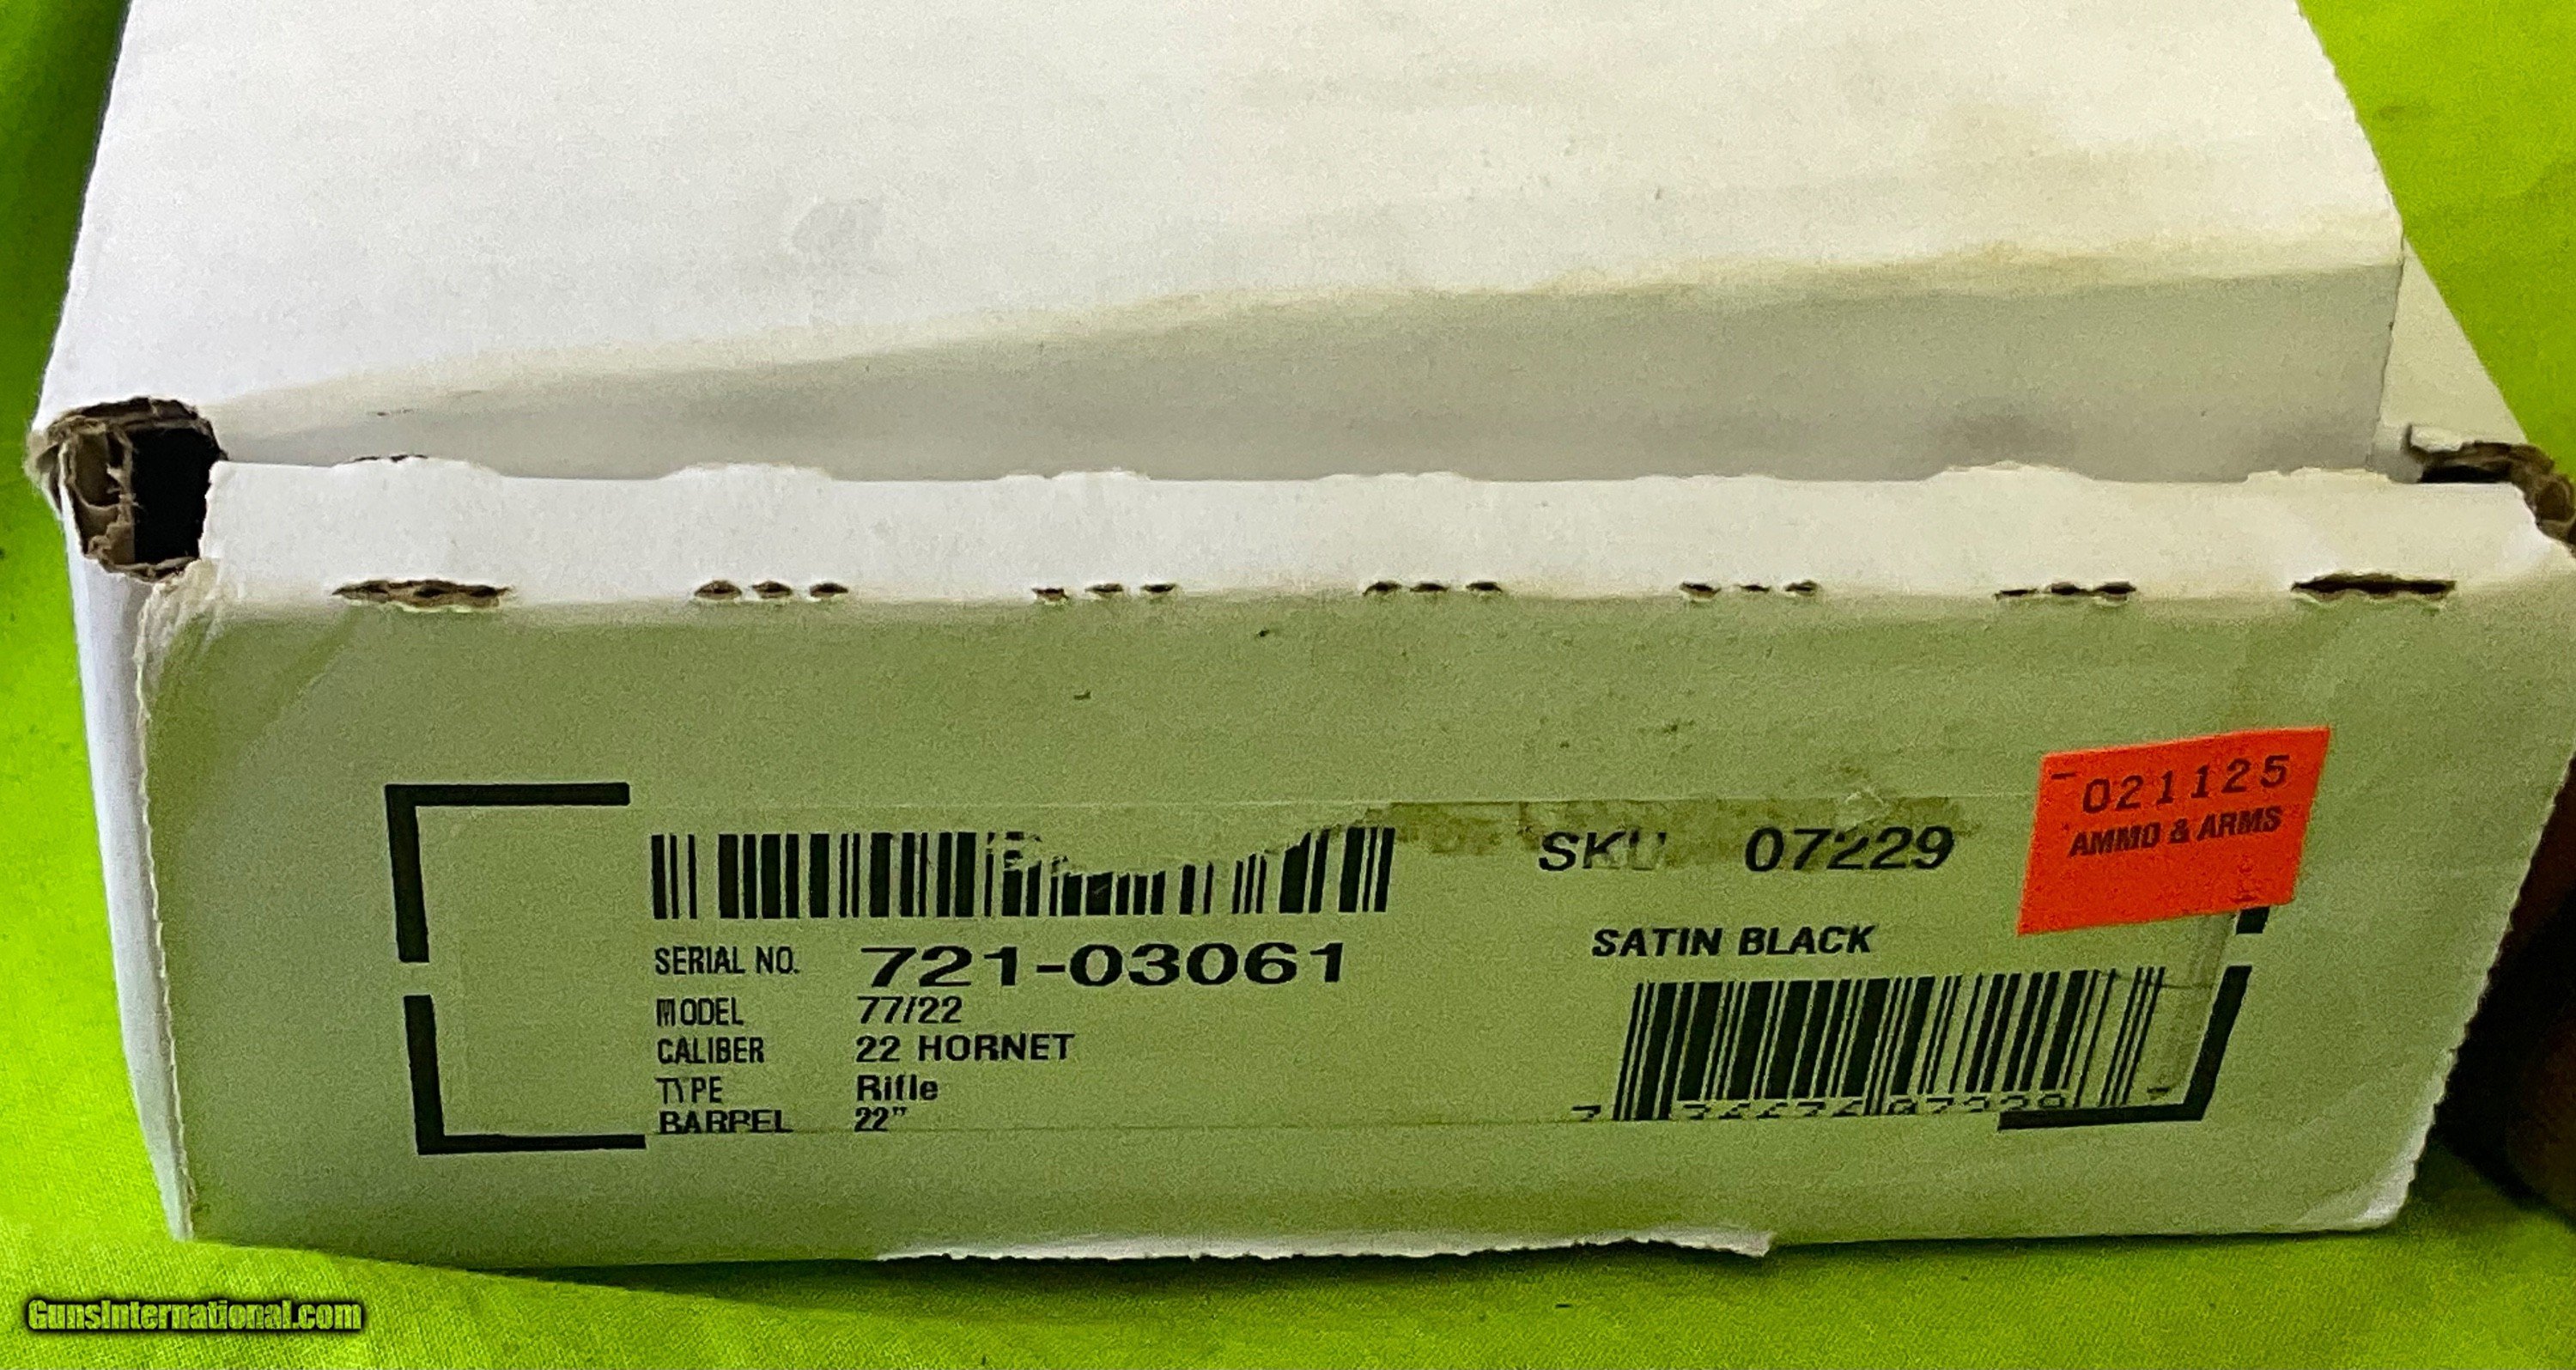 SKU 07229
021125
AMMO & ARMS
SERIAL NO. 721-03061
SATIN BLACK
MODEL 77/22
CALIBER 22 HORNET
TYPE Rifle
BARREL 22"
GunsInternational.com